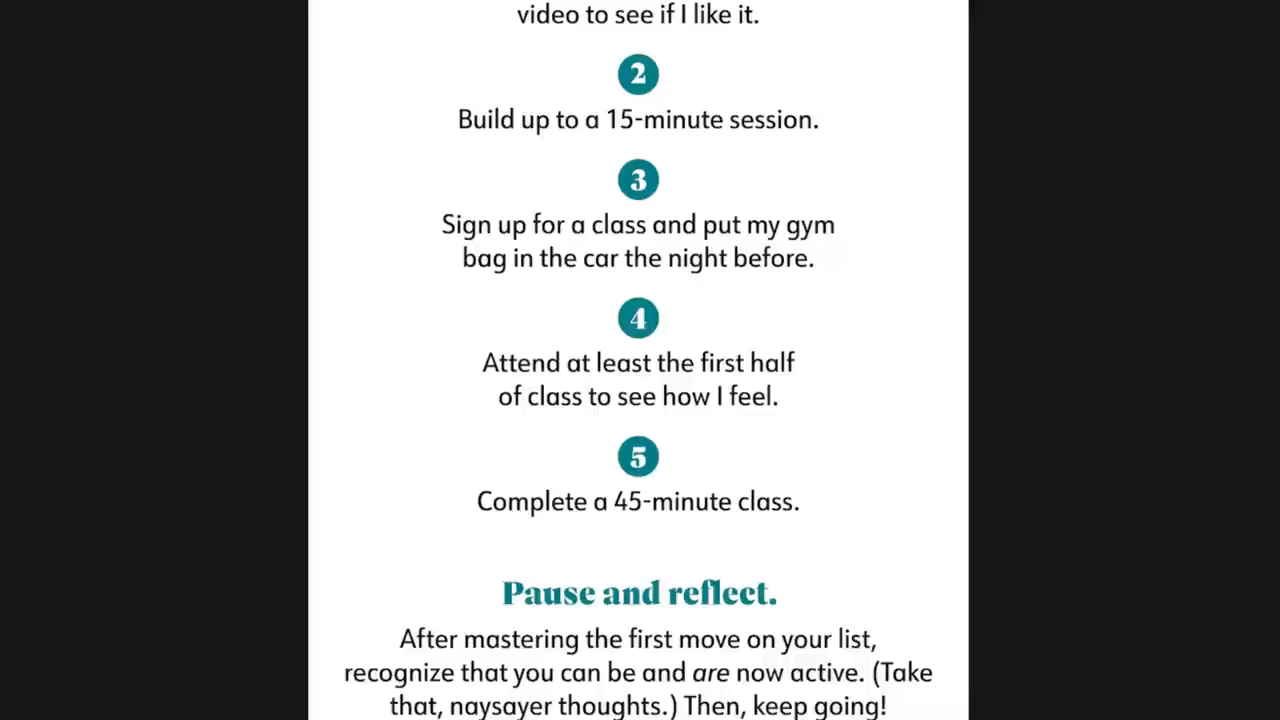 video to see if I like it.
2
Build up to a 15-minute session.
3
Sign up for a class and put my gym
bag in the car the night before.
4
Attend at least the first half
of class to see how I feel.
5
Complete a 45-minute class.
Pause and reflect.
After mastering the first move on your list,
recognize that you can be and are now active. (Take
that, naysayer thoughts.) Then, keep going!